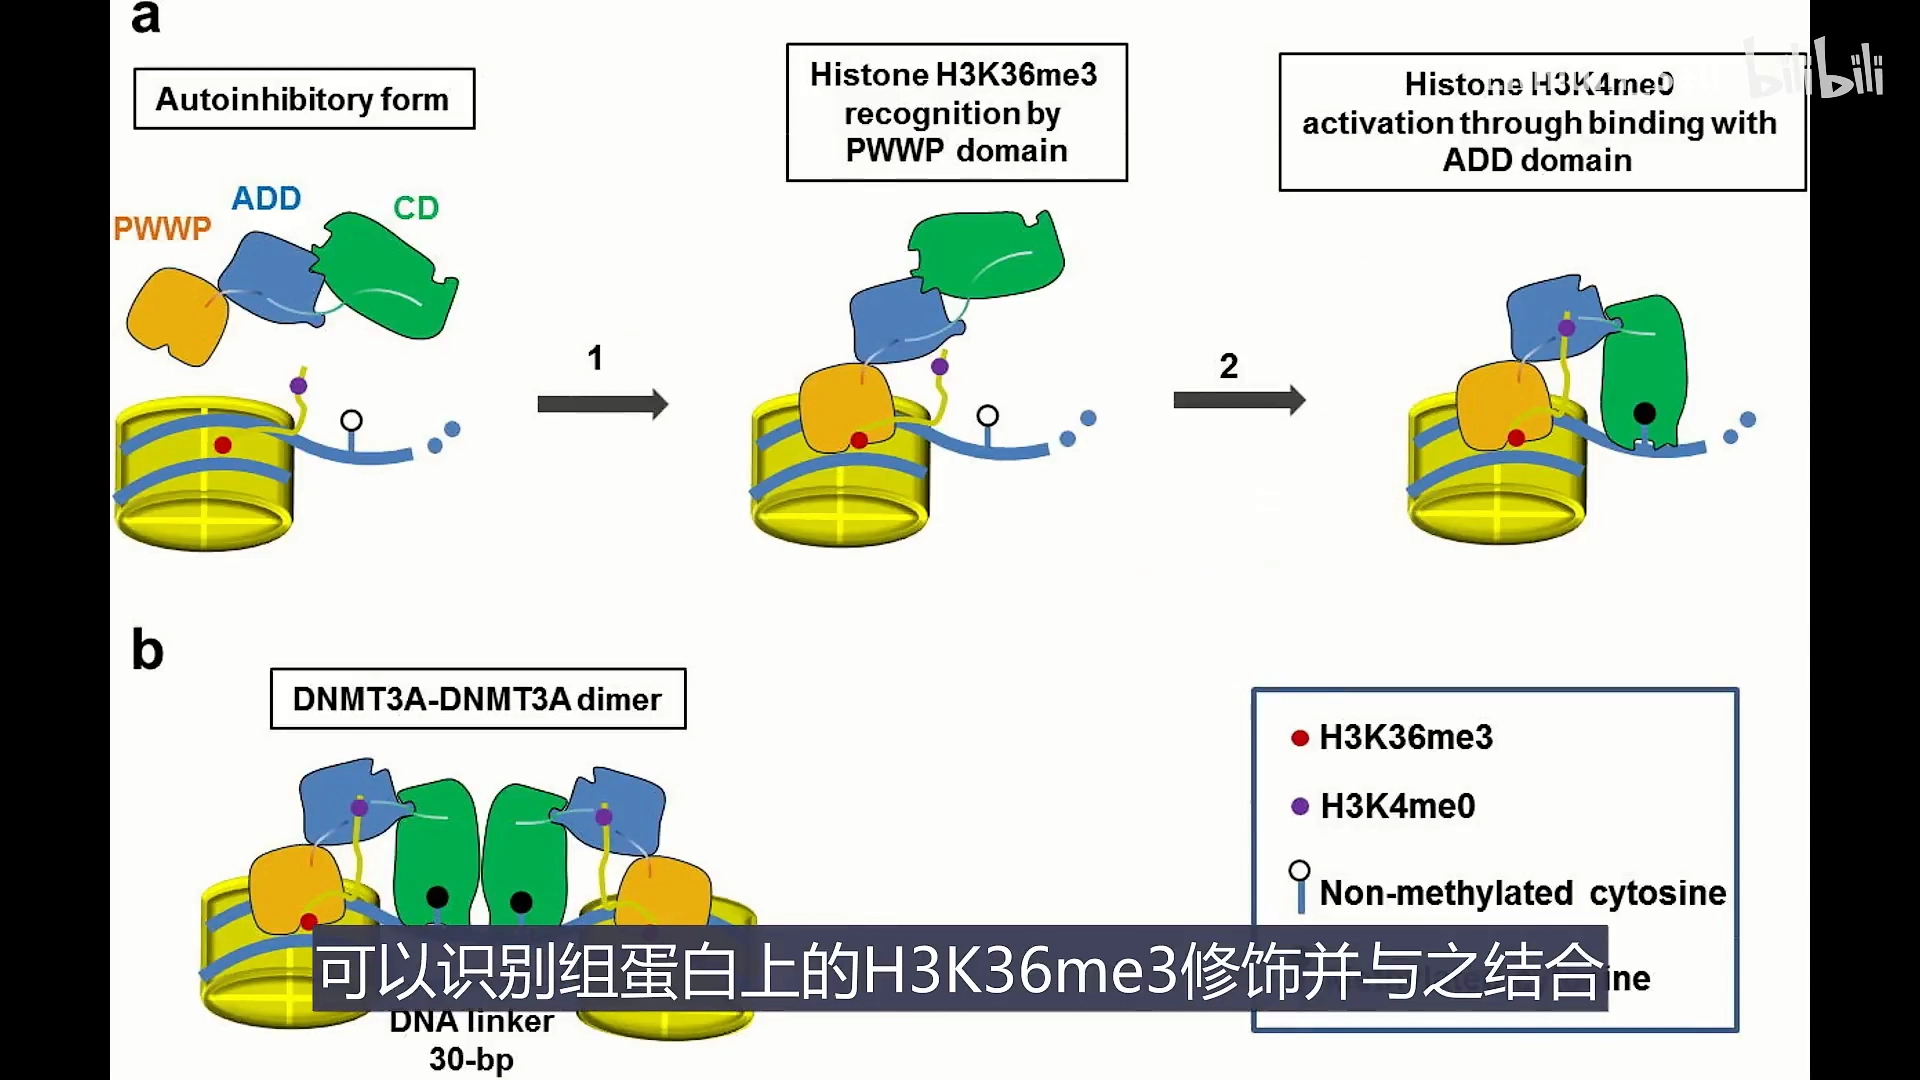 a
Autoinhibitory form
Histone H3K36me3
recognition by
PWWP domain
Histone H3K4me0
activation through binding with
ADD domain
bilibili
PWWP
ADD
CD
1
2
b
DNMT3A-DNMT3A dimer
H3K36me3
H3K4me0
Non-methylated cytosine
可以识别组蛋白上的H3K36me3修饰并与之结合
DNA linker
30-bp